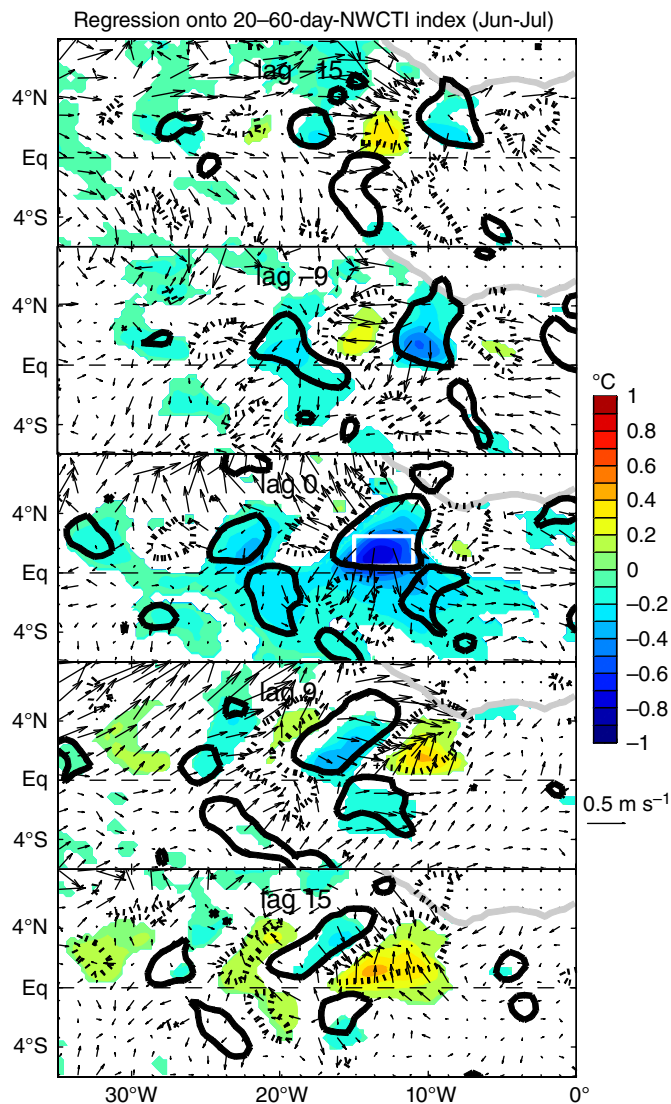 Regression onto 20–60-day-NWCTI index (Jun-Jul)
lag –15
4°N
Eq
4°S
lag –9
4°N
Eq
4°S
lag 0
4°N
Eq
4°S
lag 9
4°N
Eq
4°S
lag 15
4°N
Eq
4°S
30°W 20°W 10°W 0°
°C
1
0.8
0.6
0.4
0.2
0
–0.2
–0.4
–0.6
–0.8
–1
0.5 m s⁻¹